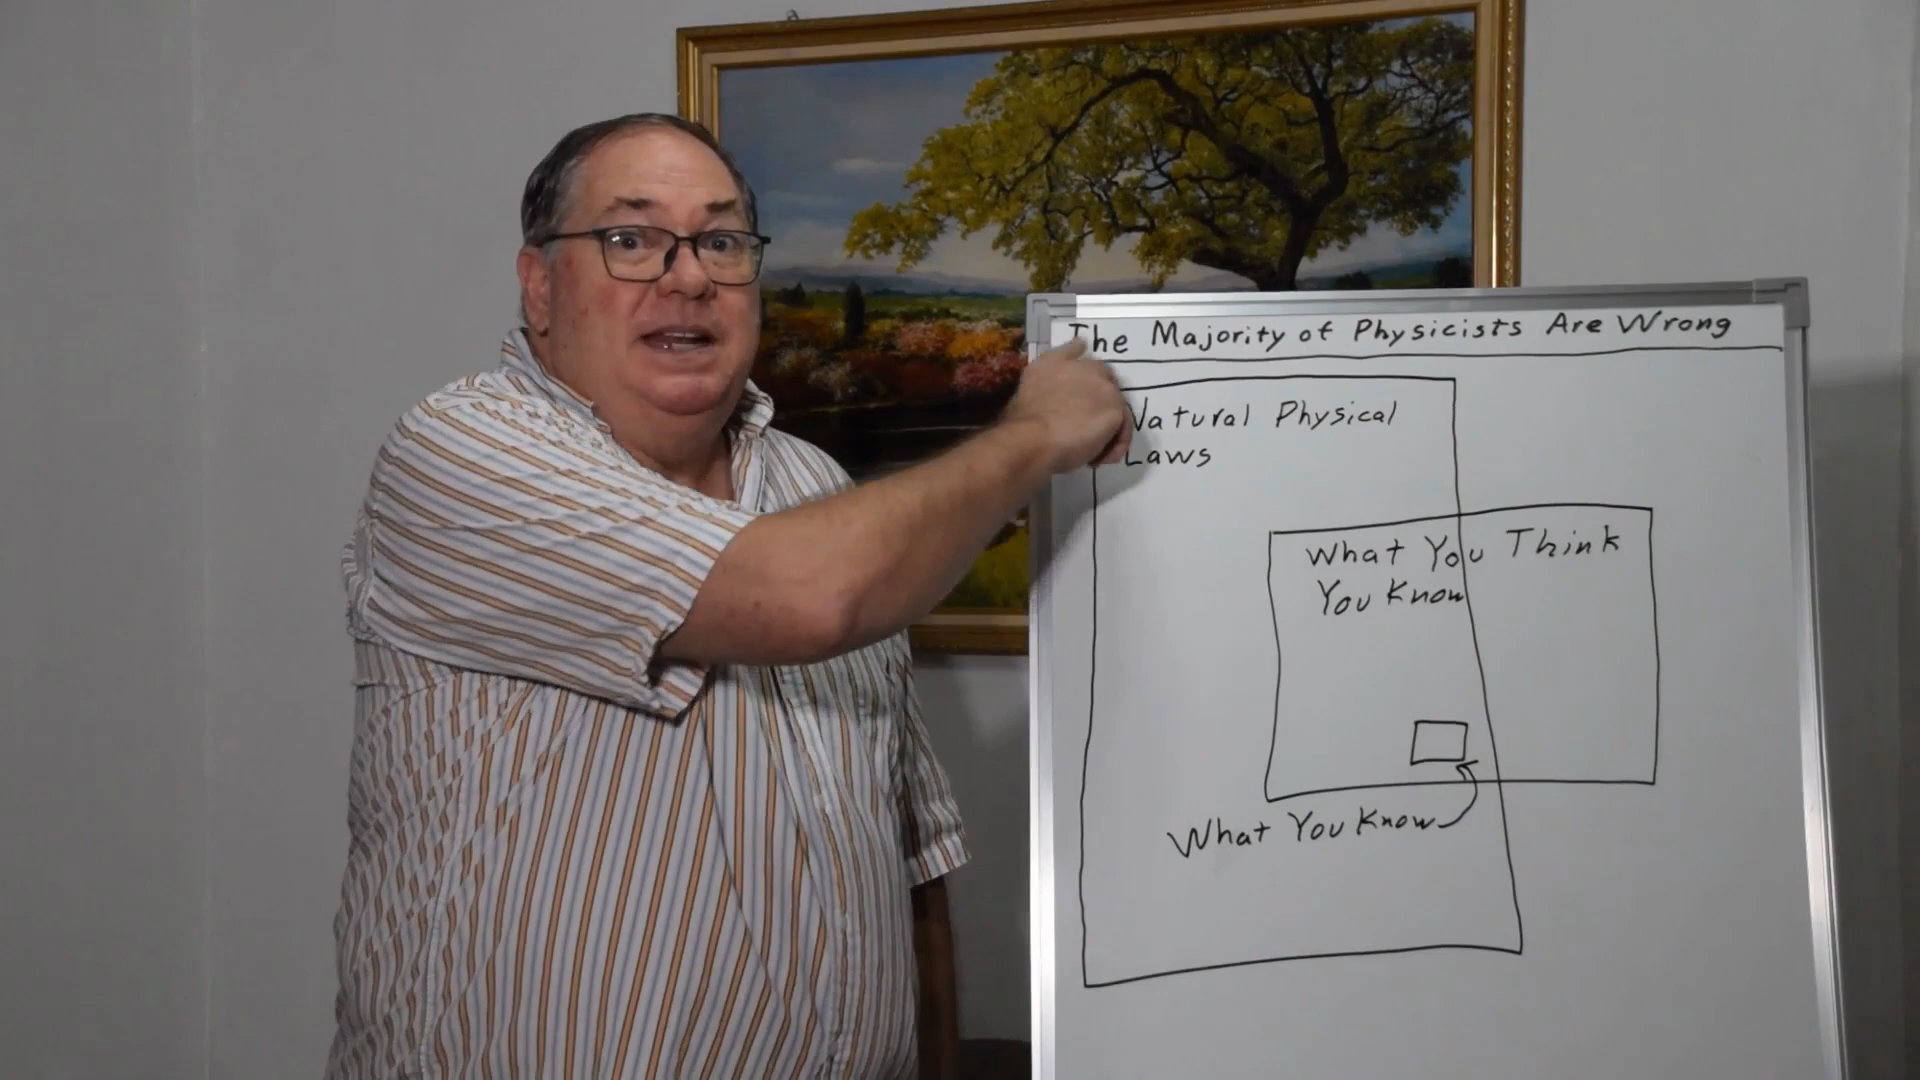 The Majority of Physicists Are Wrong
Natural Physical
Laws
What You Think
You Know
What You Know